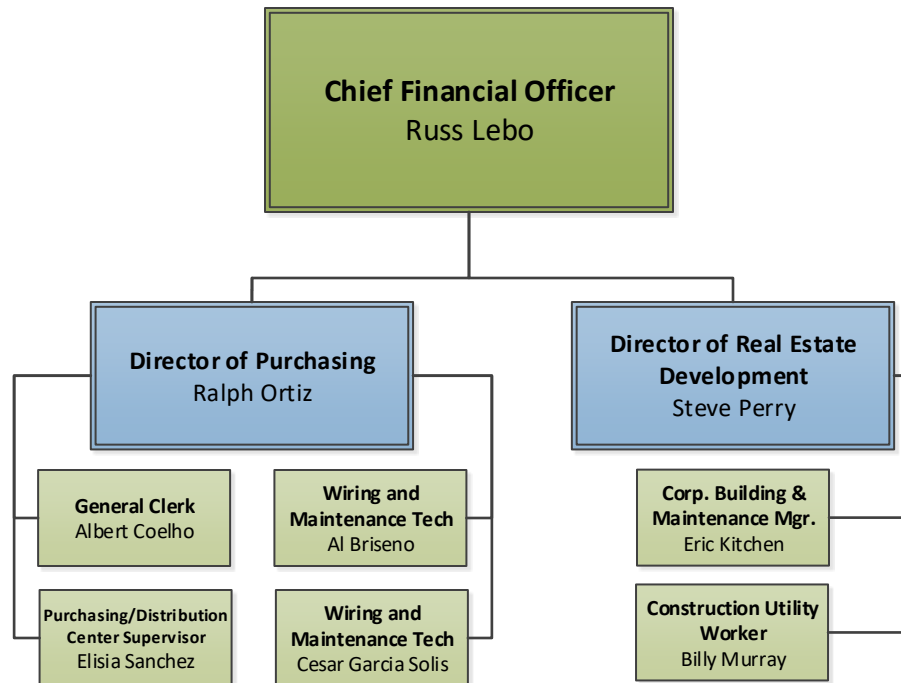 Chief Financial Officer
Russ Lebo
Director of Purchasing
Ralph Ortiz
Director of Real Estate
Development
Steve Perry
General Clerk
Albert Coelho
Wiring and
Maintenance Tech
Al Briseno
Corp. Building &
Maintenance Mgr.
Eric Kitchen
Purchasing/Distribution
Center Supervisor
Elisia Sanchez
Wiring and
Maintenance Tech
Cesar Garcia Solis
Construction Utility
Worker
Billy Murray